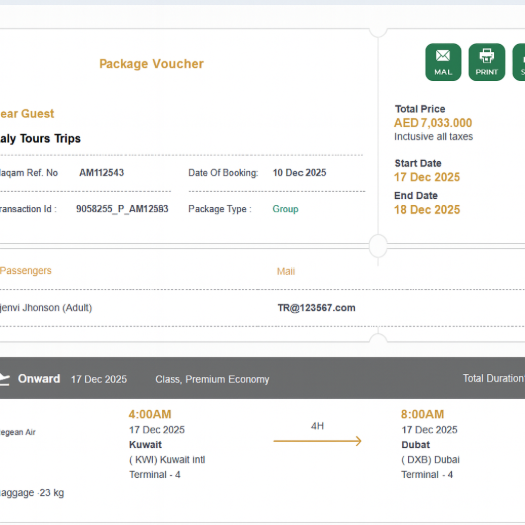 Package Voucher
MAIL
PRINT
S
ear Guest
aly Tours Trips
aqam Ref. No AM112543 Date Of Booking: 10 Dec 2025
ransaction Id : 9058255_P_AM12593 Package Type : Group
Total Price
AED 7,033.000
Inclusive all taxes
Start Date
17 Dec 2025
End Date
18 Dec 2025
Passengers Mail
jenvi Jhonson (Adult) TR@123567.com
Onward 17 Dec 2025 Class, Premium Economy Total Duration
egean Air
4:00AM
17 Dec 2025
Kuwait
( KWI) Kuwait intl
Terminal - 4
4H
8:00AM
17 Dec 2025
Dubat
( DXB) Dubai
Terminal - 4
aggage :23 kg